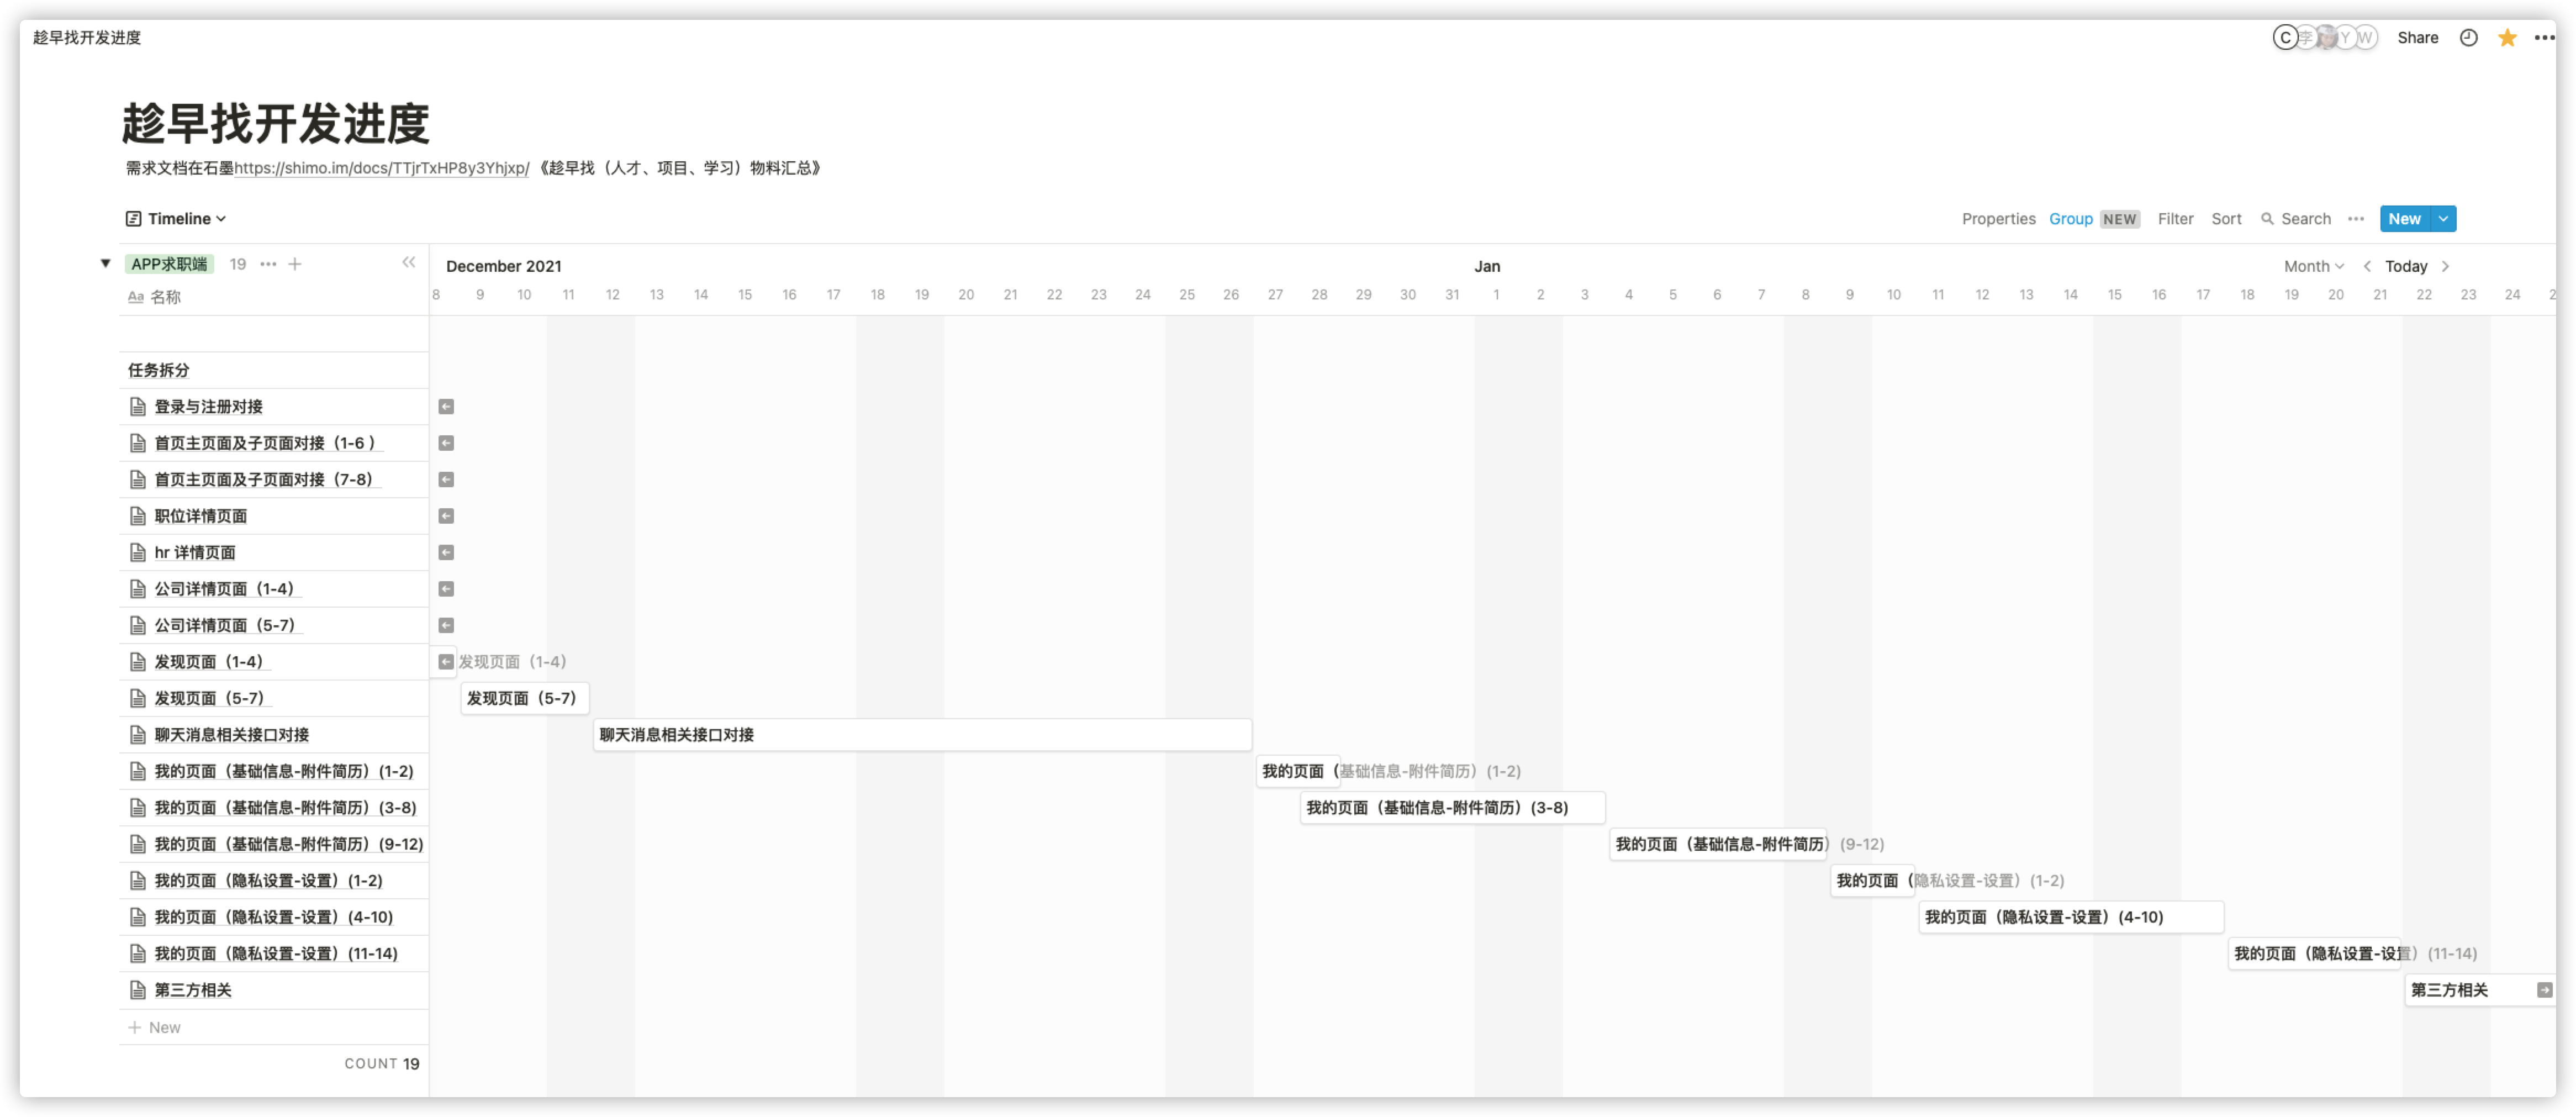 趁早找开发进度
C 李 Y W Share
趁早找开发进度
需求文档在石墨https://shimo.im/docs/TTjrTxHP8y3Yhjxp/ 《趁早找（人才、项目、学习）物料汇总》
Timeline
Properties Group NEW Filter Sort Search New
APP求职端 19
December 2021 Jan Month Today
Aa 名称
8 9 10 11 12 13 14 15 16 17 18 19 20 21 22 23 24 25 26 27 28 29 30 31 1 2 3 4 5 6 7 8 9 10 11 12 13 14 15 16 17 18 19 20 21 22 23 24 2
任务拆分
登录与注册对接
首页主页面及子页面对接（1-6 ）
首页主页面及子页面对接（7-8）
职位详情页面
hr 详情页面
公司详情页面（1-4）
公司详情页面（5-7）
发现页面（1-4） 发现页面（1-4）
发现页面（5-7） 发现页面（5-7）
聊天消息相关接口对接 聊天消息相关接口对接
我的页面（基础信息-附件简历）(1-2) 我的页面（基础信息-附件简历）(1-2)
我的页面（基础信息-附件简历）(3-8) 我的页面（基础信息-附件简历）(3-8)
我的页面（基础信息-附件简历）(9-12) 我的页面（基础信息-附件简历）(9-12)
我的页面（隐私设置-设置）(1-2) 我的页面（隐私设置-设置）(1-2)
我的页面（隐私设置-设置）(4-10) 我的页面（隐私设置-设置）(4-10)
我的页面（隐私设置-设置）(11-14) 我的页面（隐私设置-设置）(11-14)
第三方相关 第三方相关
New
COUNT 19